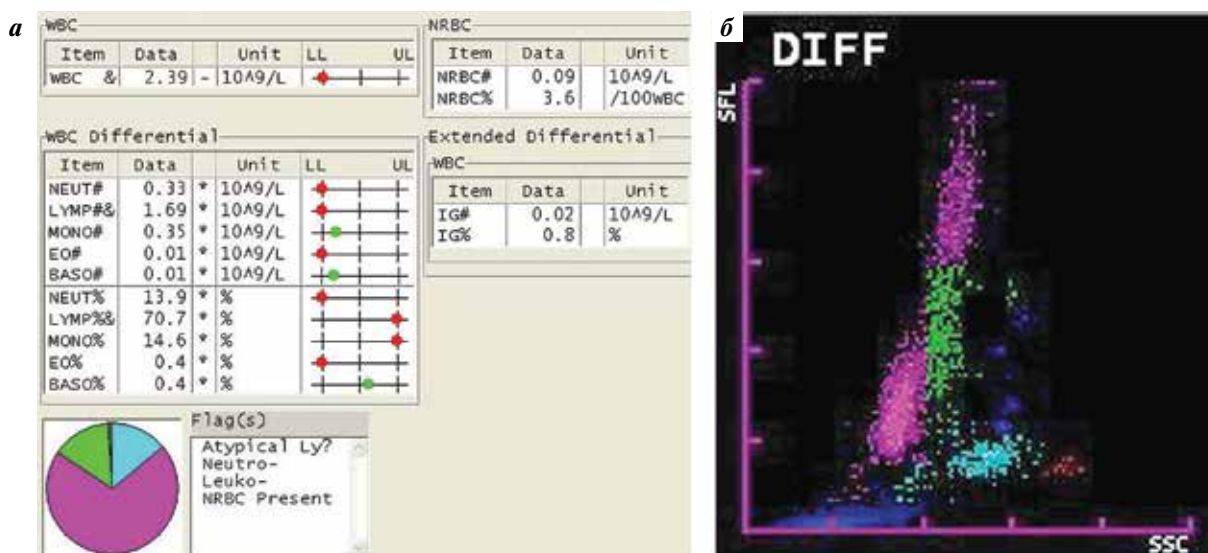 а
WBC
Item Data Unit LL UL
WBC & 2.39 - 10^9/L
NRBC
Item Data Unit
NRBC# 0.09 10^9/L
NRBC% 3.6 /100WBC
WBC Differential
Item Data Unit LL UL
NEUT# 0.33 * 10^9/L
LYMP#& 1.69 * 10^9/L
MONO# 0.35 * 10^9/L
EO# 0.01 * 10^9/L
BASO# 0.01 * 10^9/L
NEUT% 13.9 * %
LYMP%& 70.7 * %
MONO% 14.6 * %
EO% 0.4 * %
BASO% 0.4 * %
Extended Differential
WBC
Item Data Unit
IG# 0.02 10^9/L
IG% 0.8 %
Flag(s)
Atypical Ly?
Neutro-
Leuko-
NRBC Present
б
DIFF
SFL
SSC